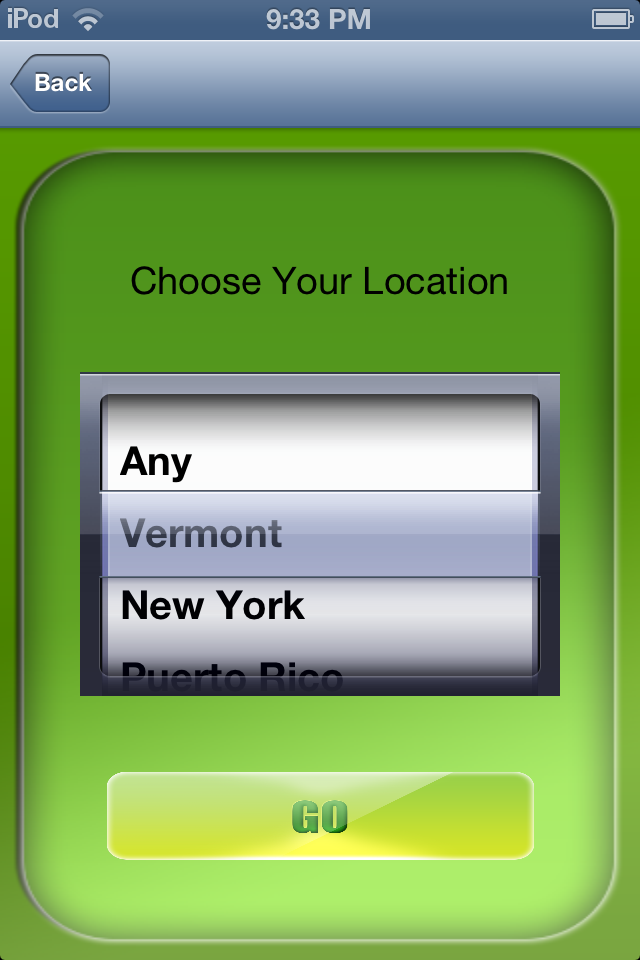 iPod 9:33 PM
Back
Choose Your Location
Any
Vermont
New York
Puerto Rico
GO